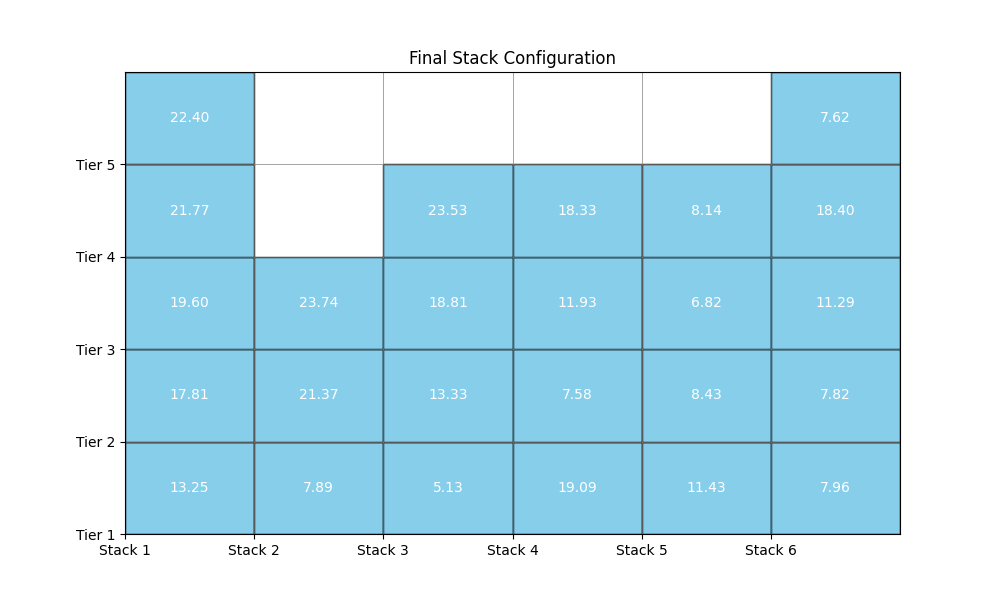 Final Stack Configuration
22.40 7.62
Tier 5
21.77 23.53 18.33 8.14 18.40
Tier 4
19.60 23.74 18.81 11.93 6.82 11.29
Tier 3
17.81 21.37 13.33 7.58 8.43 7.82
Tier 2
13.25 7.89 5.13 19.09 11.43 7.96
Tier 1
Stack 1 Stack 2 Stack 3 Stack 4 Stack 5 Stack 6